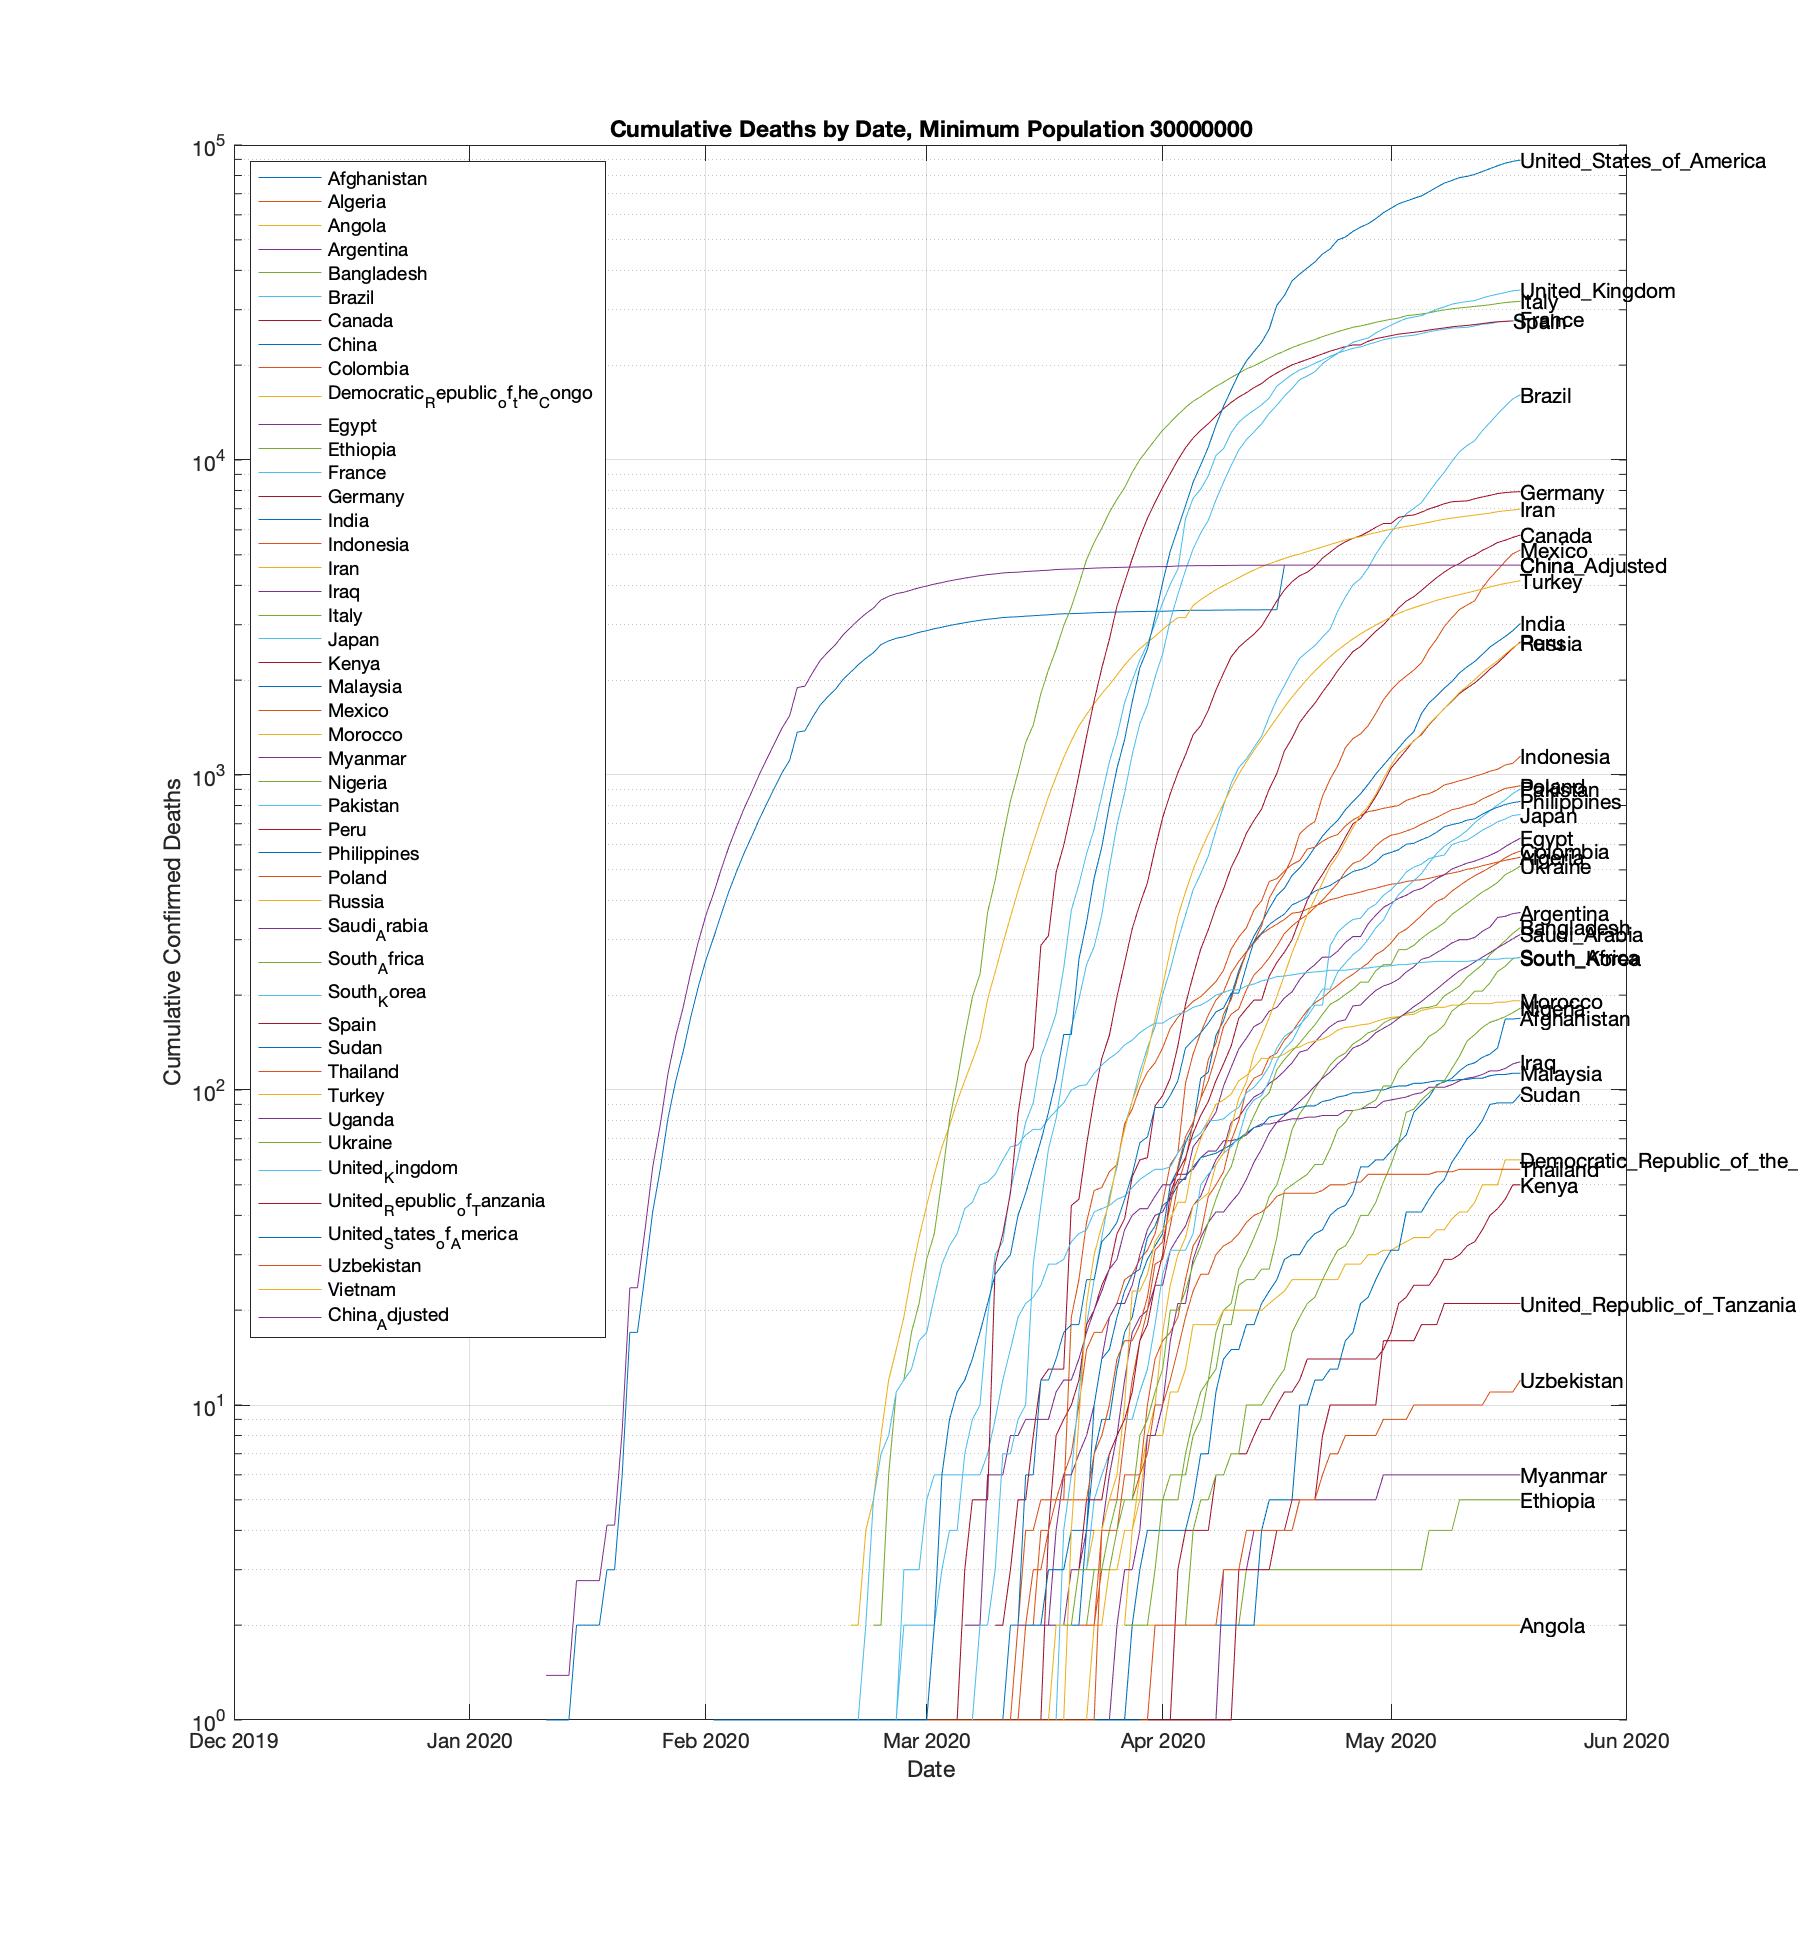 Cumulative Deaths by Date, Minimum Population 30000000
10^5
10^4
10^3
10^2
10^1
10^0
Cumulative Confirmed Deaths
Afghanistan
Algeria
Angola
Argentina
Bangladesh
Brazil
Canada
China
Colombia
Democratic_Republic_of_the_Congo
Egypt
Ethiopia
France
Germany
India
Indonesia
Iran
Iraq
Italy
Japan
Kenya
Malaysia
Mexico
Morocco
Myanmar
Nigeria
Pakistan
Peru
Philippines
Poland
Russia
Saudi_Arabia
South_Africa
South_Korea
Spain
Sudan
Thailand
Turkey
Uganda
Ukraine
United_Kingdom
United_Republic_of_Tanzania
United_States_of_America
Uzbekistan
Vietnam
China_Adjusted
United_States_of_America
United_Kingdom
Italy
France
Spain
Brazil
Germany
Iran
Canada
Mexico
China_Adjusted
Turkey
India
Peru
Russia
Indonesia
Poland
Pakistan
Philippines
Japan
Egypt
Colombia
Algeria
Ukraine
Argentina
Bangladesh
Saudi_Arabia
South_Africa
South_Korea
Morocco
Nigeria
Afghanistan
Iraq
Malaysia
Sudan
Democratic_Republic_of_the_
Thailand
Kenya
United_Republic_of_Tanzania
Uzbekistan
Myanmar
Ethiopia
Angola
Dec 2019
Jan 2020
Feb 2020
Mar 2020
Apr 2020
May 2020
Jun 2020
Date